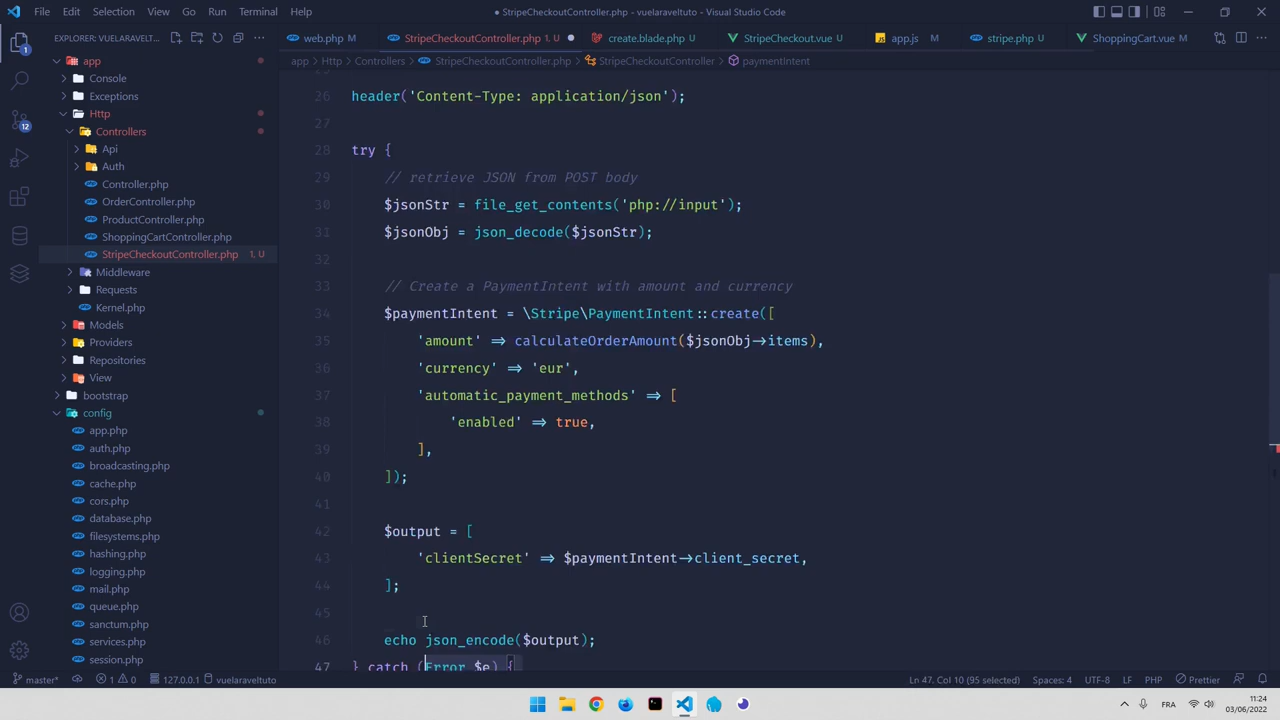 File Edit Selection View Go Run Terminal Help
● StripeCheckoutController.php - vuelaraveltuto - Visual Studio Code
EXPLORER: VUELARAVELT...
web.php M
StripeCheckoutController.php 1, U
create.blade.php M
StripeCheckout.vue M
app.js M
stripe.php U
ShoppingCart.vue M
app > Http > Controllers > StripeCheckoutController.php > StripeCheckoutController > paymentIntent
app
Console
Exceptions
Http
Controllers
Api
Auth
Controller.php
OrderController.php
ProductController.php
ShoppingCartController.php
StripeCheckoutController.php 1, U
Middleware
Requests
Kernel.php
Models
Providers
Repositories
View
bootstrap
config
app.php
auth.php
broadcasting.php
cache.php
cors.php
database.php
filesystems.php
hashing.php
logging.php
mail.php
queue.php
sanctum.php
services.php
session.php
1
12
26 header('Content-Type: application/json');
27
28 try {
29 // retrieve JSON from POST body
30 $jsonStr = file_get_contents('php://input');
31 $jsonObj = json_decode($jsonStr);
32
33 // Create a PaymentIntent with amount and currency
34 $paymentIntent = \Stripe\PaymentIntent::create([
35 'amount' => calculateOrderAmount($jsonObj->items),
36 'currency' => 'eur',
37 'automatic_payment_methods' => [
38 'enabled' => true,
39 ],
40 ]);
41
42 $output = [
43 'clientSecret' => $paymentIntent->client_secret,
44 ];
45
46 echo json_encode($output);
47 } catch (Error $e) {
master* 1 0 127.0.0.1 vuelaraveltuto
Ln 47, Col 10 (95 selected) Spaces: 4 UTF-8 LF PHP Prettier
FRA
11:24
03/06/2022